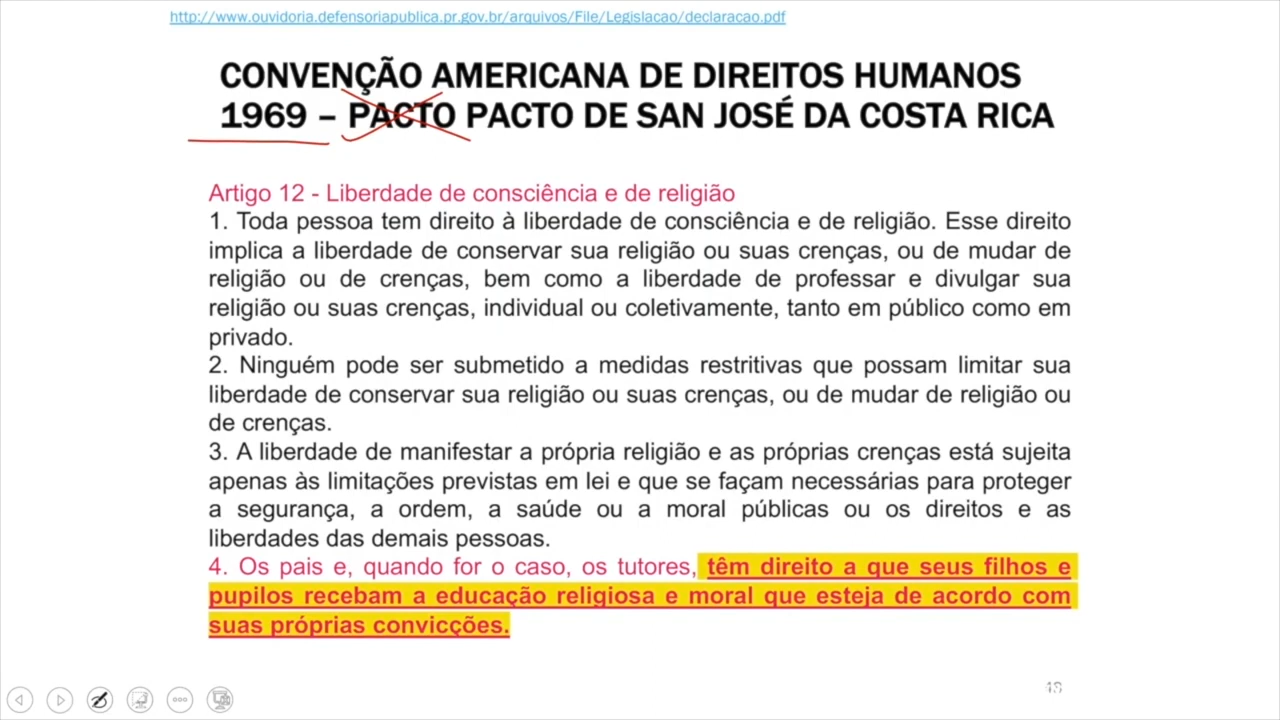 http://www.ouvidoria.defensoriapublica.pr.gov.br/arquivos/File/Legislacao/declaracao.pdf
CONVENÇÃO AMERICANA DE DIREITOS HUMANOS
1969 – PACTO PACTO DE SAN JOSÉ DA COSTA RICA
Artigo 12 - Liberdade de consciência e de religião
1. Toda pessoa tem direito à liberdade de consciência e de religião. Esse direito
implica a liberdade de conservar sua religião ou suas crenças, ou de mudar de
religião ou de crenças, bem como a liberdade de professar e divulgar sua
religião ou suas crenças, individual ou coletivamente, tanto em público como em
privado.
2. Ninguém pode ser submetido a medidas restritivas que possam limitar sua
liberdade de conservar sua religião ou suas crenças, ou de mudar de religião ou
de crenças.
3. A liberdade de manifestar a própria religião e as próprias crenças está sujeita
apenas às limitações previstas em lei e que se façam necessárias para proteger
a segurança, a ordem, a saúde ou a moral públicas ou os direitos e as
liberdades das demais pessoas.
4. Os pais e, quando for o caso, os tutores, têm direito a que seus filhos e
pupilos recebam a educação religiosa e moral que esteja de acordo com
suas próprias convicções.